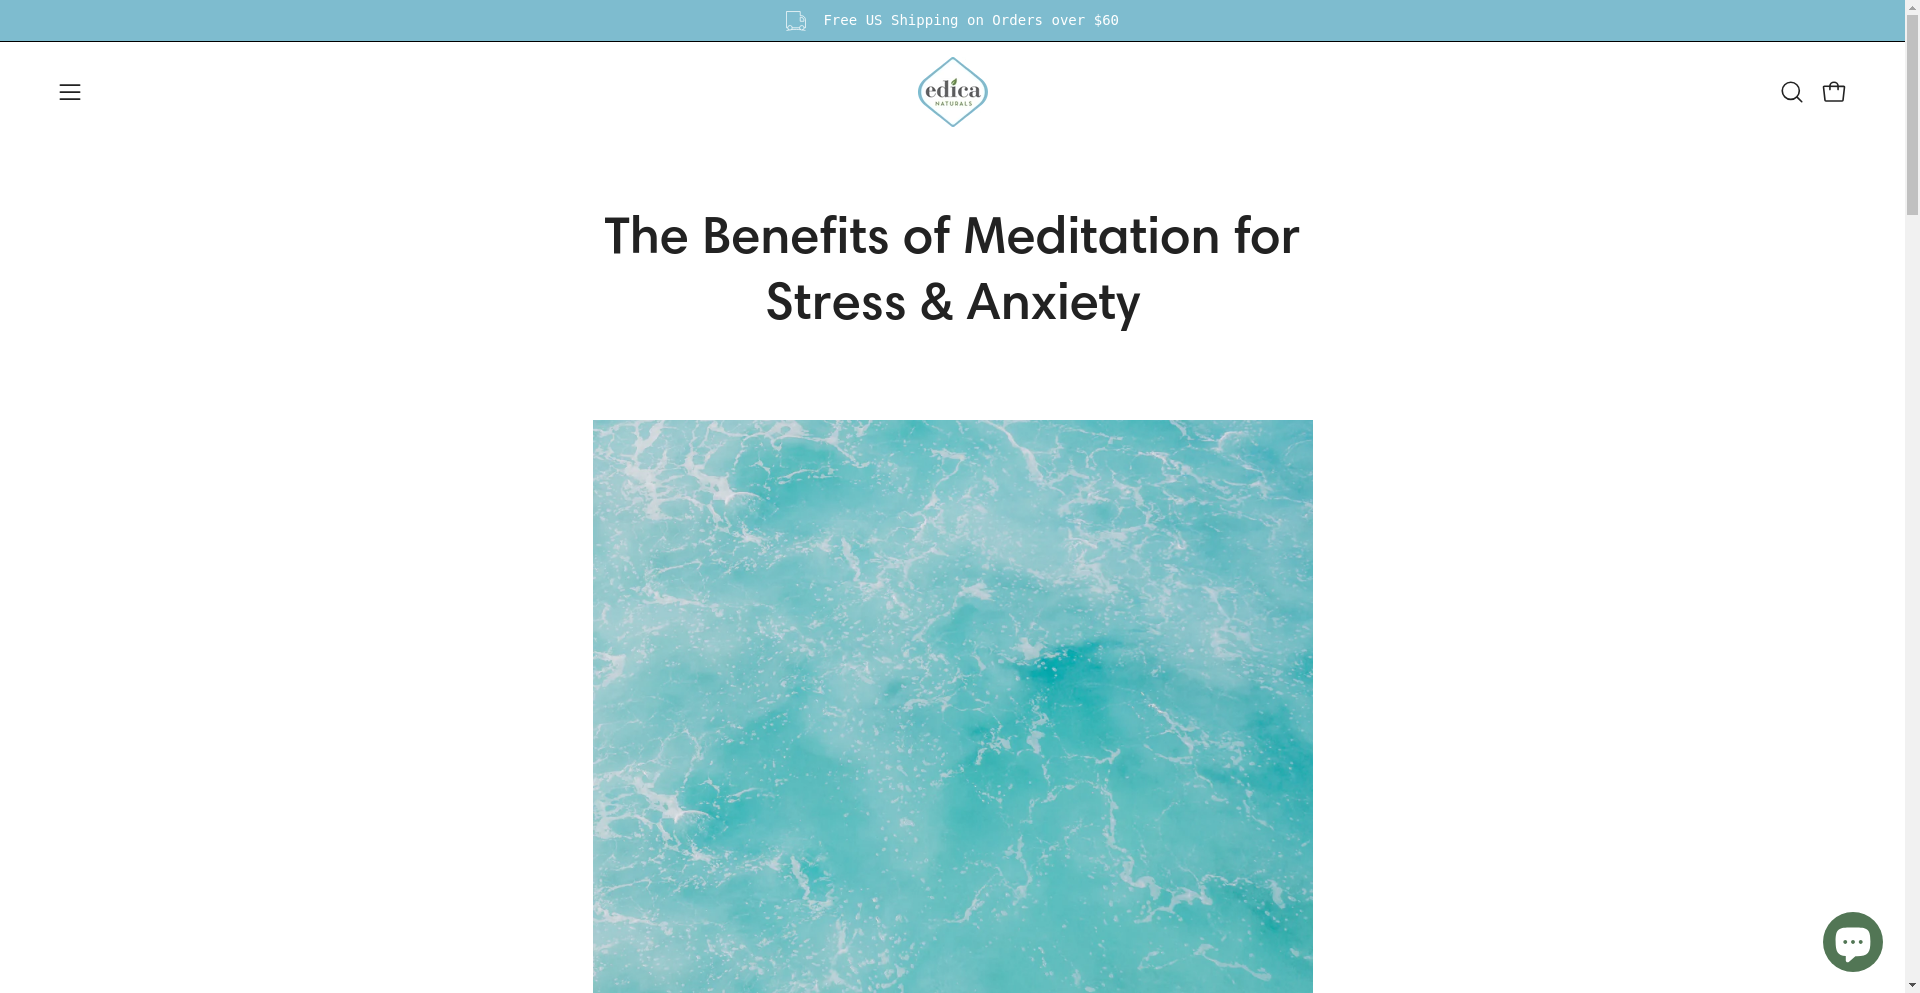 Free US Shipping on Orders over $60
edica
NATURALS
The Benefits of Meditation for
Stress & Anxiety